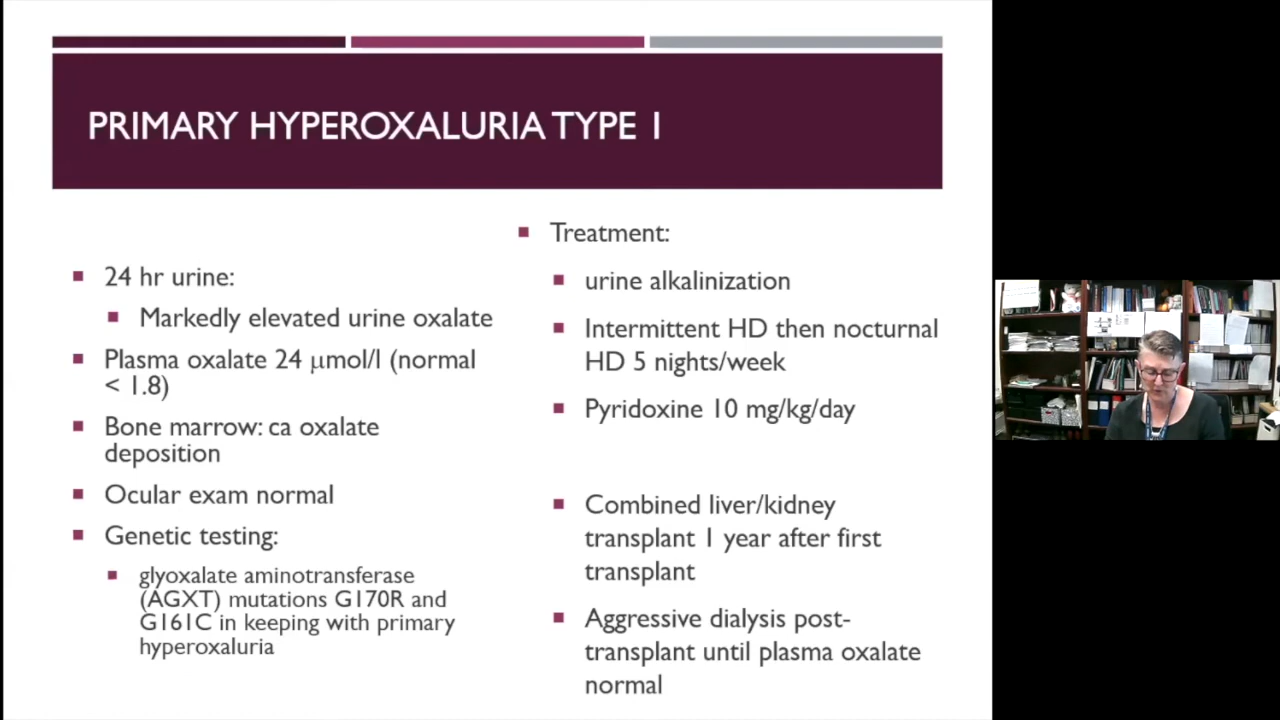 PRIMARY HYPEROXALURIA TYPE 1
24 hr urine:
Markedly elevated urine oxalate
Plasma oxalate 24 μmol/l (normal
< 1.8)
Bone marrow: ca oxalate
deposition
Ocular exam normal
Genetic testing:
glyoxalate aminotransferase
(AGXT) mutations G170R and
G161C in keeping with primary
hyperoxaluria
Treatment:
urine alkalinization
Intermittent HD then nocturnal
HD 5 nights/week
Pyridoxine 10 mg/kg/day
Combined liver/kidney
transplant 1 year after first
transplant
Aggressive dialysis post-
transplant until plasma oxalate
normal